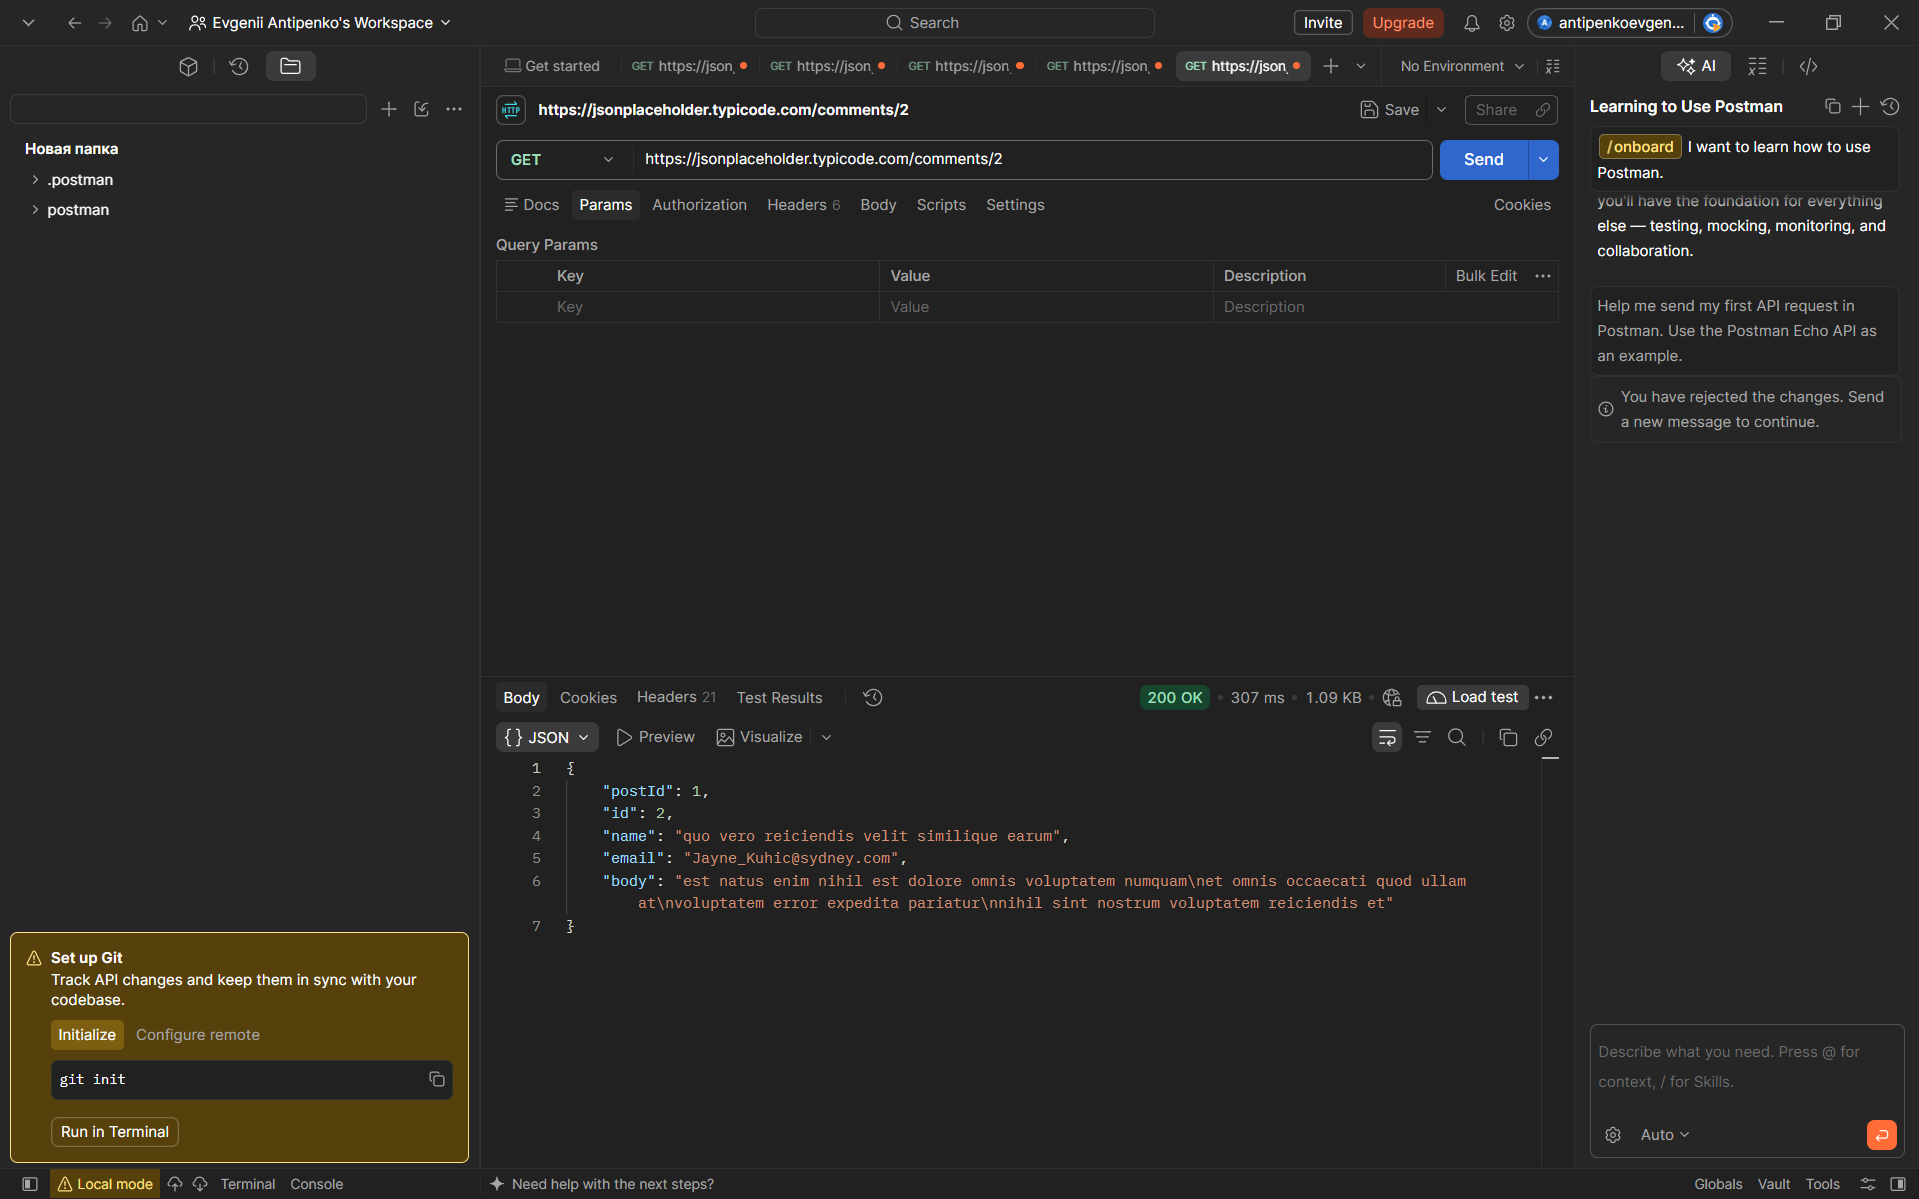 Evgenii Antipenko's Workspace
Search
Invite
Upgrade
antipenkoevgen...
Get started
GET https://json
GET https://json
GET https://json
GET https://json
GET https://json
No Environment
AI
HTTP
https://jsonplaceholder.typicode.com/comments/2
Save
Share
Learning to Use Postman
Новая папка
.postman
postman
GET
https://jsonplaceholder.typicode.com/comments/2
Send
Docs
Params
Authorization
Headers 6
Body
Scripts
Settings
Cookies
Query Params
Key
Value
Description
Bulk Edit
Key
Value
Description
/onboard I want to learn how to use
Postman.
you'll have the foundation for everything
else — testing, mocking, monitoring, and
collaboration.
Help me send my first API request in
Postman. Use the Postman Echo API as
an example.
You have rejected the changes. Send
a new message to continue.
Body
Cookies
Headers 21
Test Results
200 OK
307 ms
1.09 KB
Load test
{} JSON
Preview
Visualize
1 {
2 "postId": 1,
3 "id": 2,
4 "name": "quo vero reiciendis velit similique earum",
5 "email": "Jayne_Kuhic@sydney.com",
6 "body": "est natus enim nihil est dolore omnis voluptatem numquam\net omnis occaecati quod ullam
at\nvoluptatem error expedita pariatur\nnihil sint nostrum voluptatem reiciendis et"
7 }
Set up Git
Track API changes and keep them in sync with your
codebase.
Initialize
Configure remote
git init
Run in Terminal
Describe what you need. Press @ for
context, / for Skills.
Auto
Local mode
Terminal
Console
Need help with the next steps?
Globals
Vault
Tools